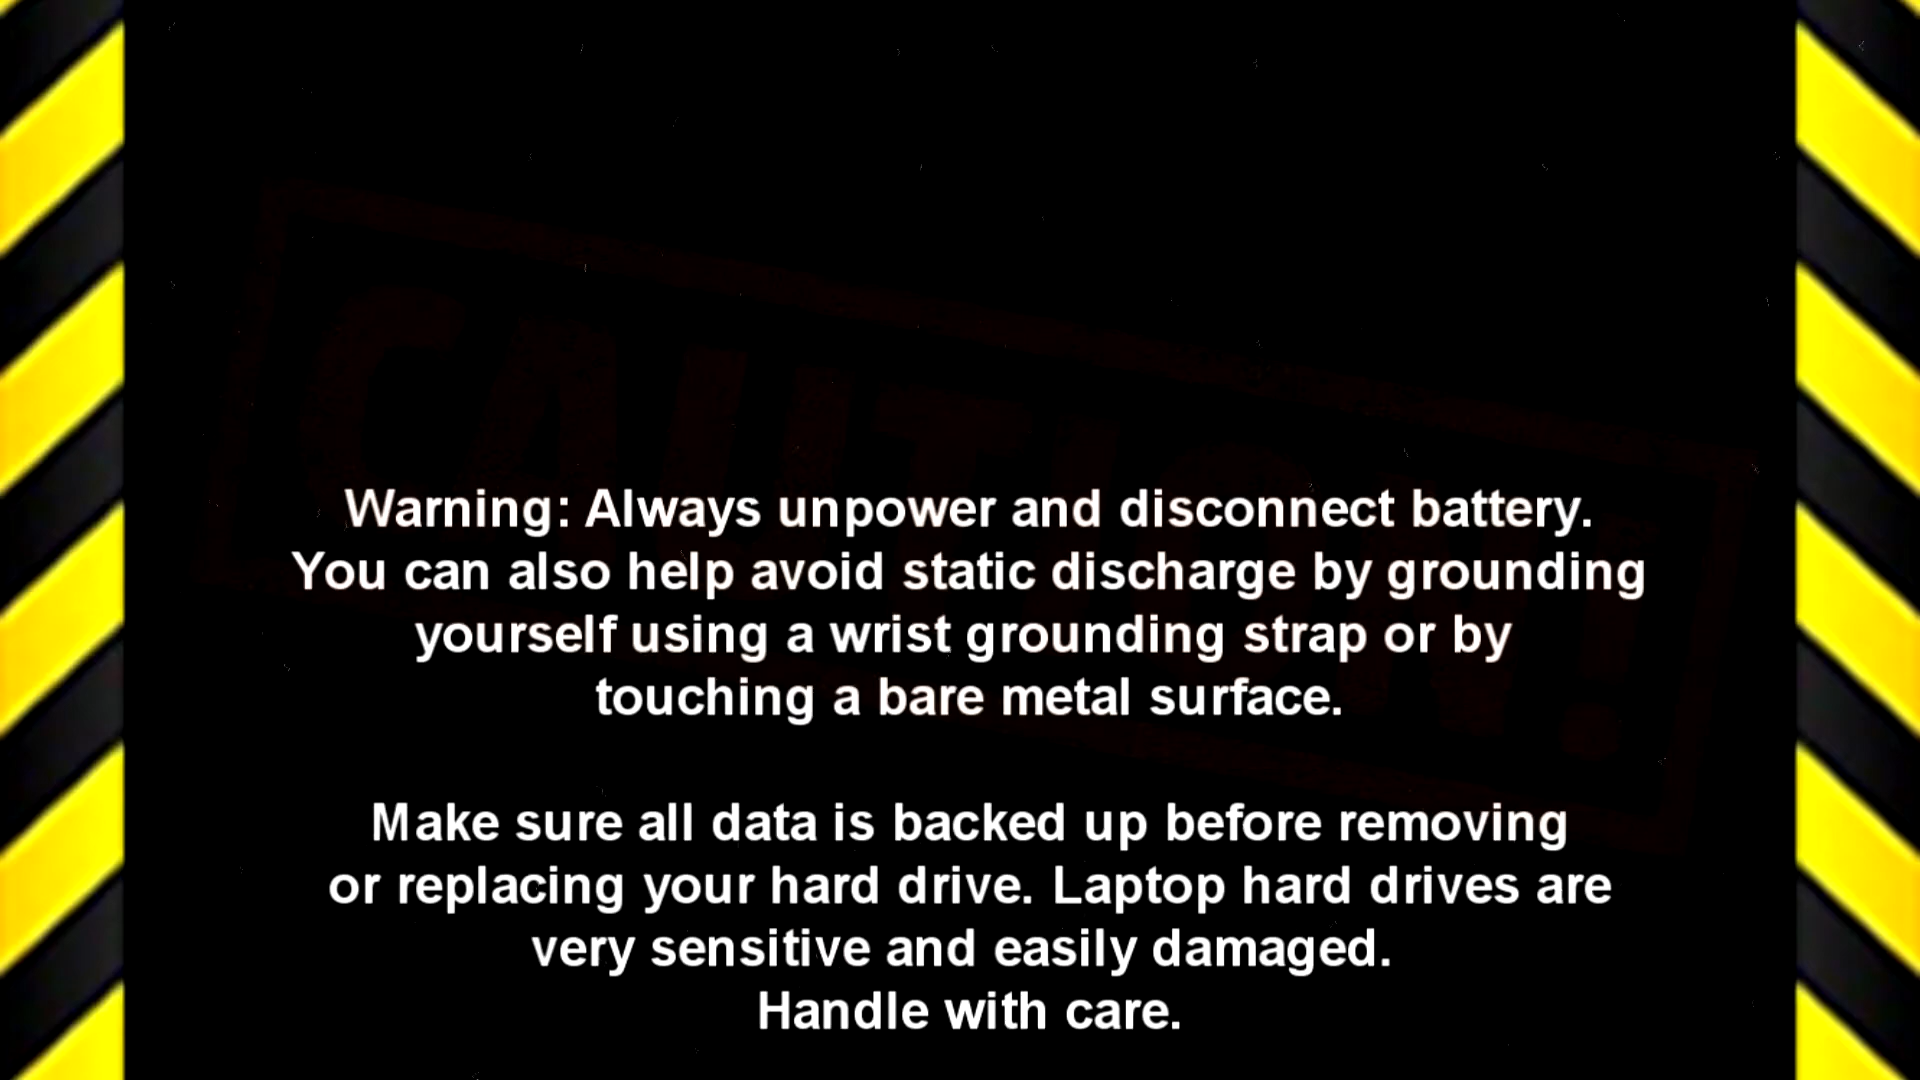 CAUTION!
Warning: Always unpower and disconnect battery.
You can also help avoid static discharge by grounding
yourself using a wrist grounding strap or by
touching a bare metal surface.
Make sure all data is backed up before removing
or replacing your hard drive. Laptop hard drives are
very sensitive and easily damaged.
Handle with care.